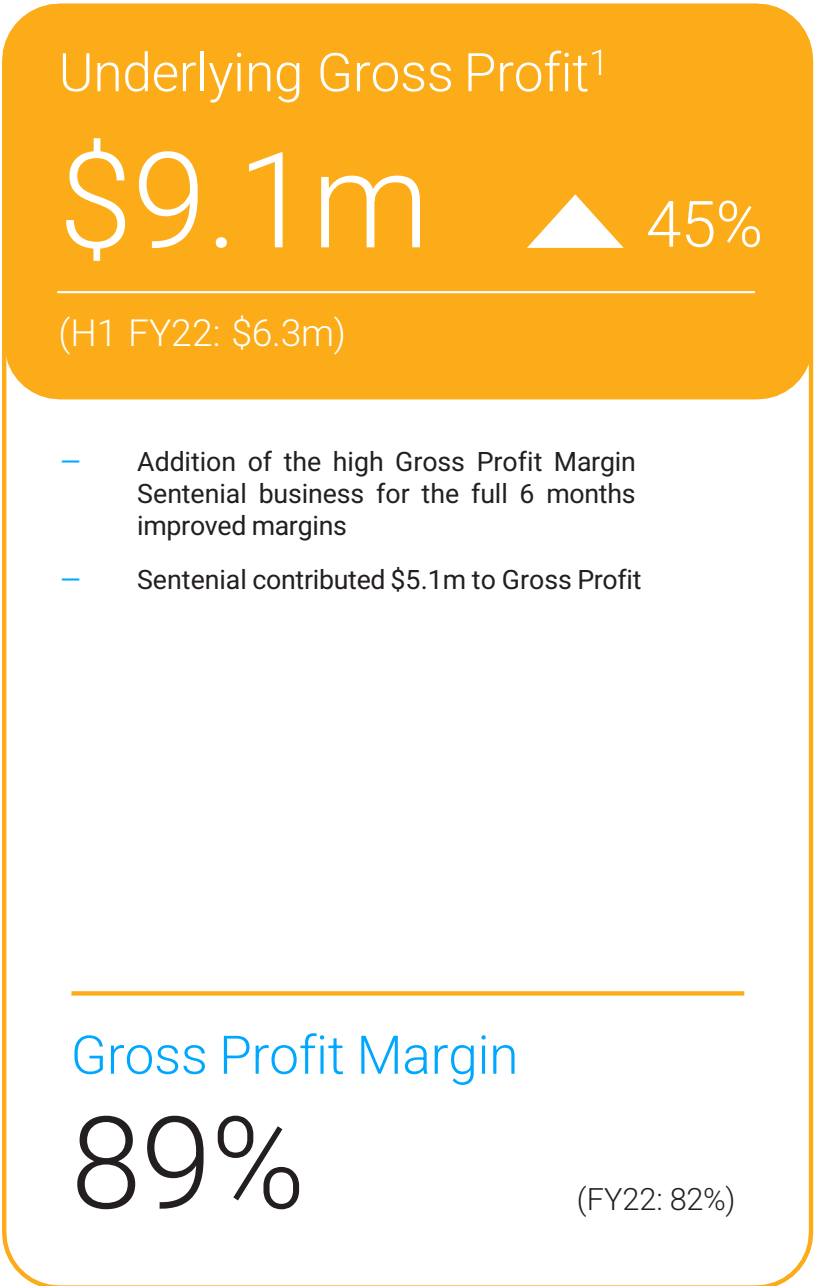 Underlying Gross Profit¹
$9.1m ▲ 45%
(H1 FY22: $6.3m)
— Addition of the high Gross Profit Margin
Sentenial business for the full 6 months
improved margins
— Sentenial contributed $5.1m to Gross Profit
Gross Profit Margin
89% (FY22: 82%)